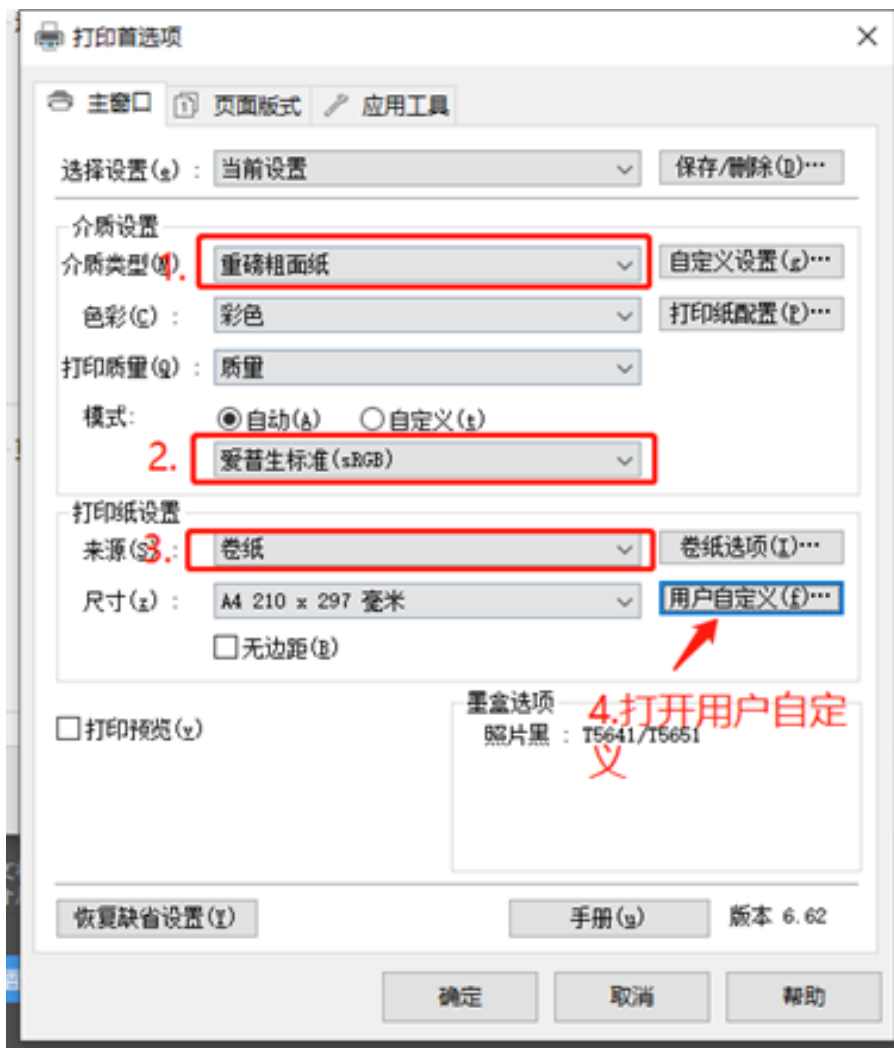 打印首选项
主窗口 页面版式 应用工具
选择设置(e) : 当前设置 保存/删除(D)…
介质设置
介质类型(M) 1. 重磅粗面纸 自定义设置(g)…
色彩(C) : 彩色 打印纸配置(P)…
打印质量(Q) : 质量
模式: 自动(A) 自定义(t)
2. 爱普生标准(sRGB)
打印纸设置
来源(S) 3. : 卷纸 卷纸选项(I)…
尺寸(z) : A4 210 x 297 毫米 用户自定义(f)…
无边距(B)
4.打开用户自定义
打印预览(v)
墨盒选项
照片黑 : T5641/T5651
恢复缺省设置(Y) 手册(u) 版本 6.62
确定 取消 帮助